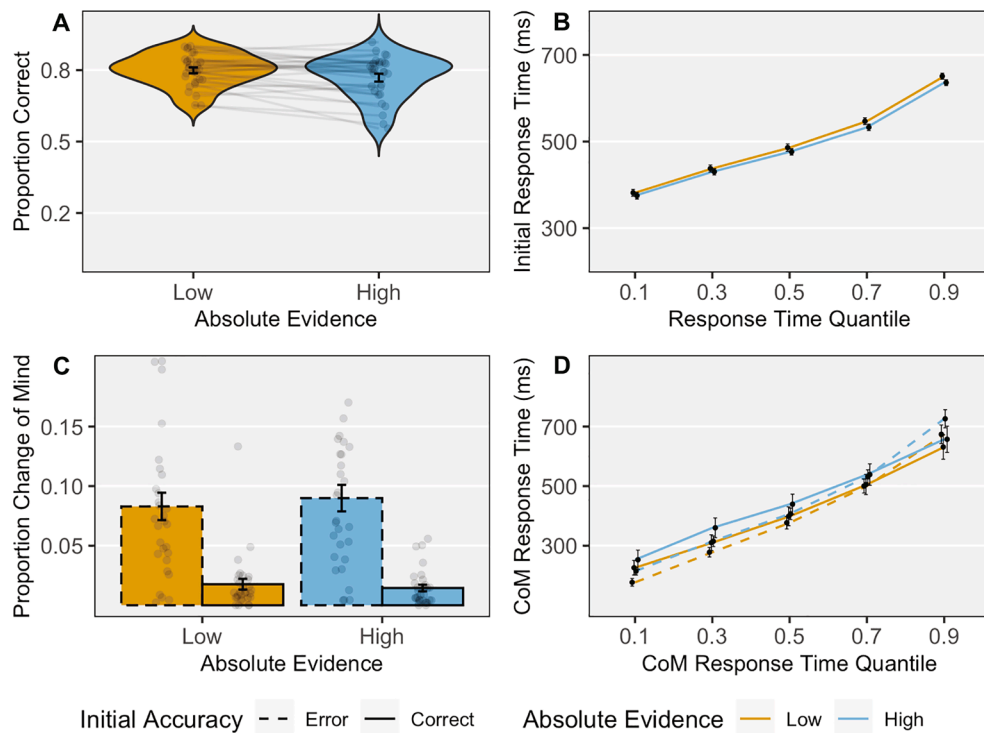 A
Proportion Correct
0.8
0.5
0.2
Low
High
Absolute Evidence
B
Initial Response Time (ms)
700
500
300
0.1 0.3 0.5 0.7 0.9
Response Time Quantile
C
Proportion Change of Mind
0.15
0.10
0.05
Low
High
Absolute Evidence
D
CoM Response Time (ms)
700
500
300
0.1 0.3 0.5 0.7 0.9
CoM Response Time Quantile
Initial Accuracy Error Correct Absolute Evidence Low High